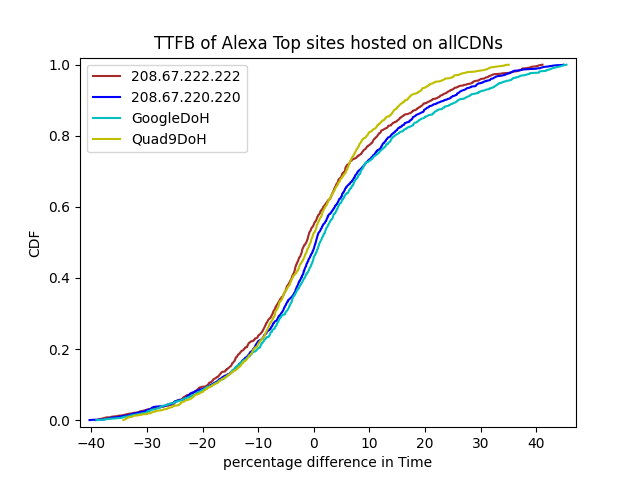 TTFB of Alexa Top sites hosted on allCDNs
1.0
0.8
0.6
0.4
0.2
0.0
CDF
208.67.222.222
208.67.220.220
GoogleDoH
Quad9DoH
−40 −30 −20 −10 0 10 20 30 40
percentage difference in Time